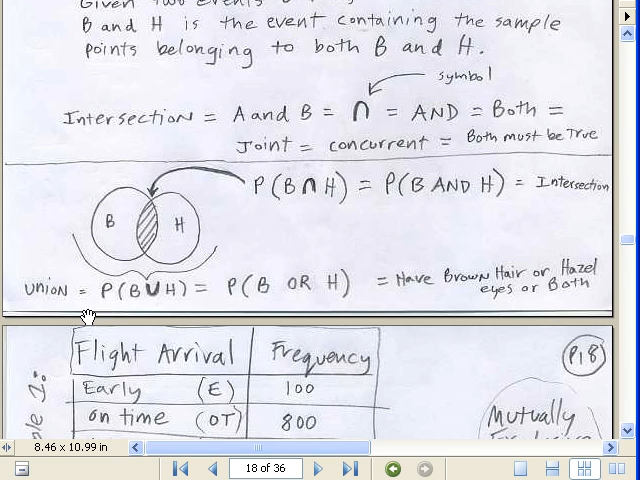 B and H is the event containing the sample
points belonging to both B and H.
symbol
Intersection = A and B = ∩ = AND = Both =
Joint = concurrent = Both must be True
P(B ∩ H) = P(B AND H) = Intersection
B
H
union = P(B U H) = P(B OR H) = Have Brown Hair or Hazel
eyes or Both
Flight Arrival Frequency
P18
Early (E) 100
on time (OT) 800
Mutually
8.46 x 10.99 in
18 of 36